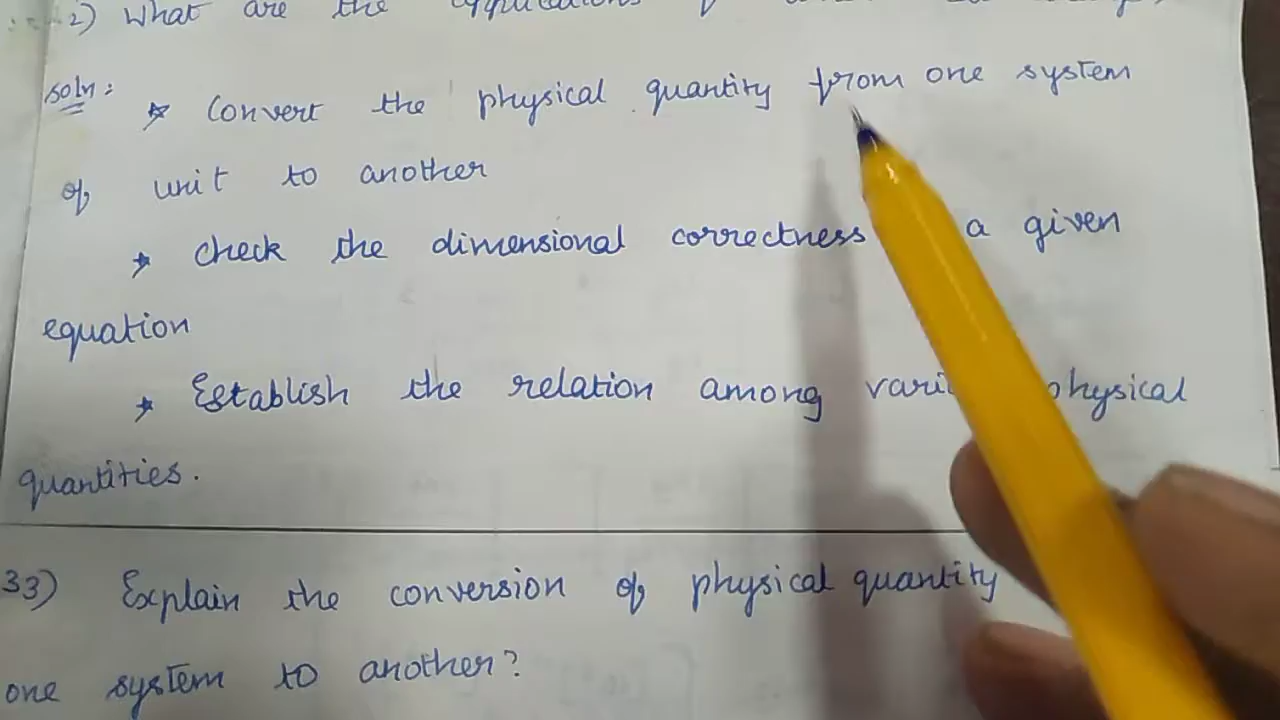 2) What are the applications
Soln: * Convert the physical quantity from one system
of unit to another
* check the dimensional correctness a given
equation
* Establish the relation among physical
quantities.
33) Explain the conversion of physical quantity
one system to another?